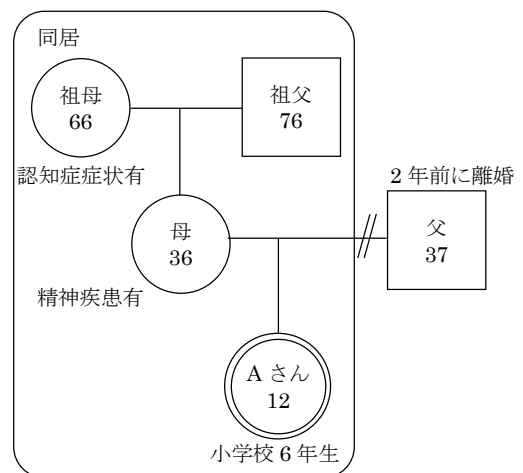 同居
祖母
66
祖父
76
認知症症状有
2 年前に離婚
母
36
父
37
精神疾患有
A さん
12
小学校 6 年生